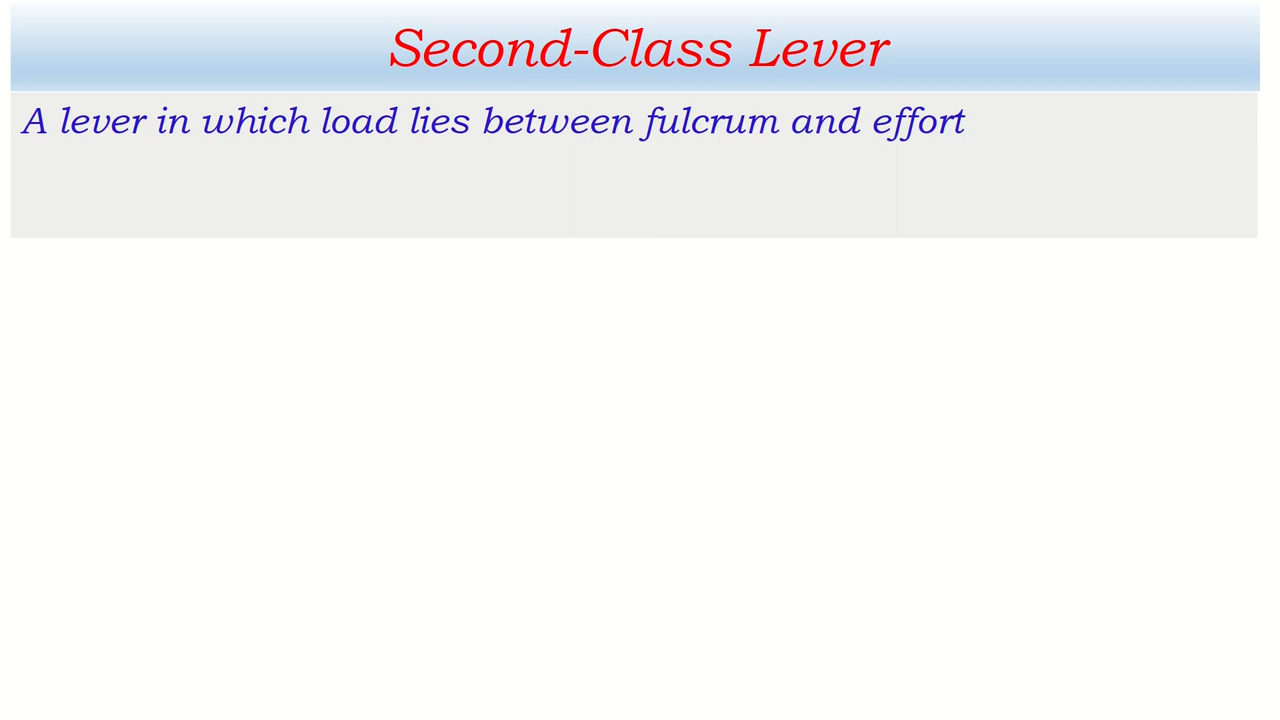 Second-Class Lever
A lever in which load lies between fulcrum and effort